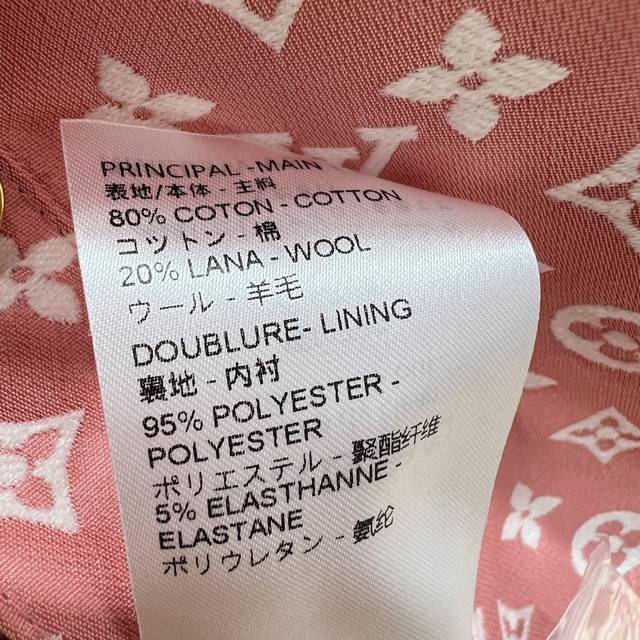 PRINCIPAL -MAIN
表地/本体 - 主料
80% COTON - COTTON
コットン - 棉
20% LANA - WOOL
ウール - 羊毛
DOUBLURE- LINING
裏地 - 内衬
95% POLYESTER -
POLYESTER
ポリエステル - 聚酯纤维
5% ELASTHANNE -
ELASTANE
ポリウレタン - 氨纶